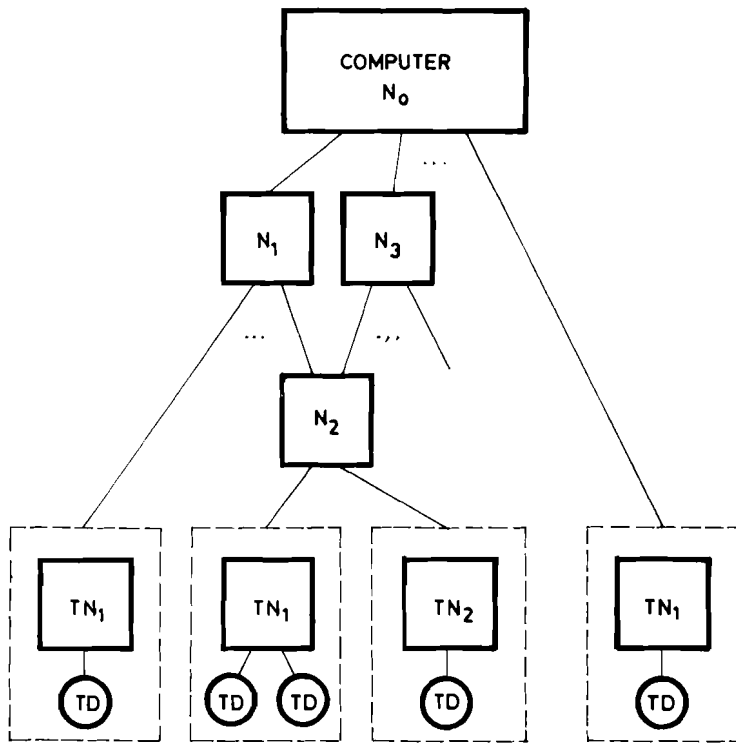 COMPUTER
N₀
...
N₁
N₃
...
...
N₂
TN₁
TN₁
TN₂
TN₁
TD
TD
TD
TD
TD